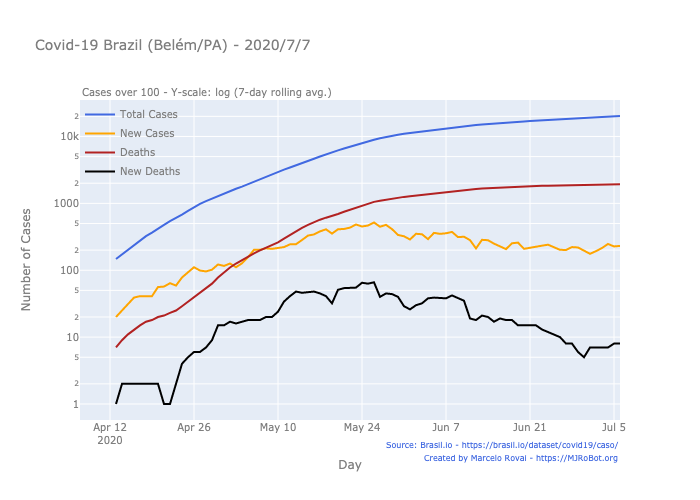 Covid-19 Brazil (Belém/PA) - 2020/7/7
Cases over 100 - Y-scale: log (7-day rolling avg.)
Total Cases
New Cases
Deaths
New Deaths
2
10k
5
2
1000
5
2
100
5
2
10
5
2
1
Number of Cases
Apr 12 Apr 26 May 10 May 24 Jun 7 Jun 21 Jul 5
2020
Day
Source: Brasil.io - https://brasil.io/dataset/covid19/caso/
Created by Marcelo Rovai - https://MJRoBot.org